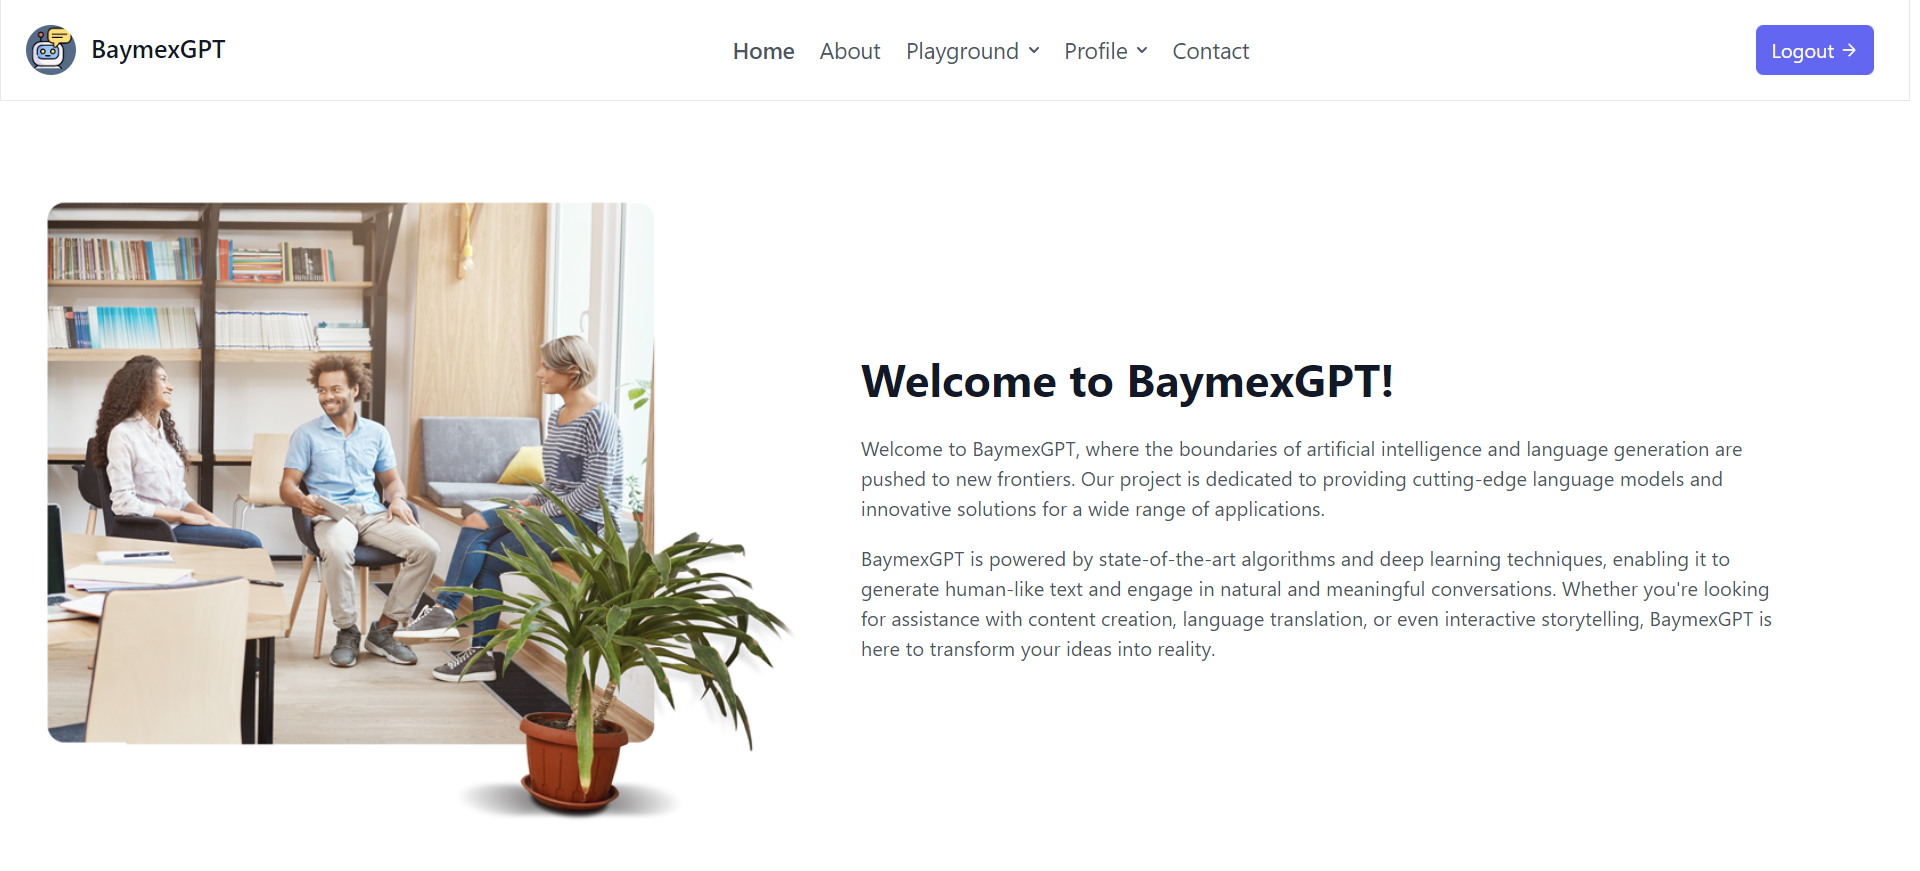 BaymexGPT
Home About Playground Profile Contact
Logout
Welcome to BaymexGPT!
Welcome to BaymexGPT, where the boundaries of artificial intelligence and language generation are
pushed to new frontiers. Our project is dedicated to providing cutting-edge language models and
innovative solutions for a wide range of applications.
BaymexGPT is powered by state-of-the-art algorithms and deep learning techniques, enabling it to
generate human-like text and engage in natural and meaningful conversations. Whether you're looking
for assistance with content creation, language translation, or even interactive storytelling, BaymexGPT is
here to transform your ideas into reality.